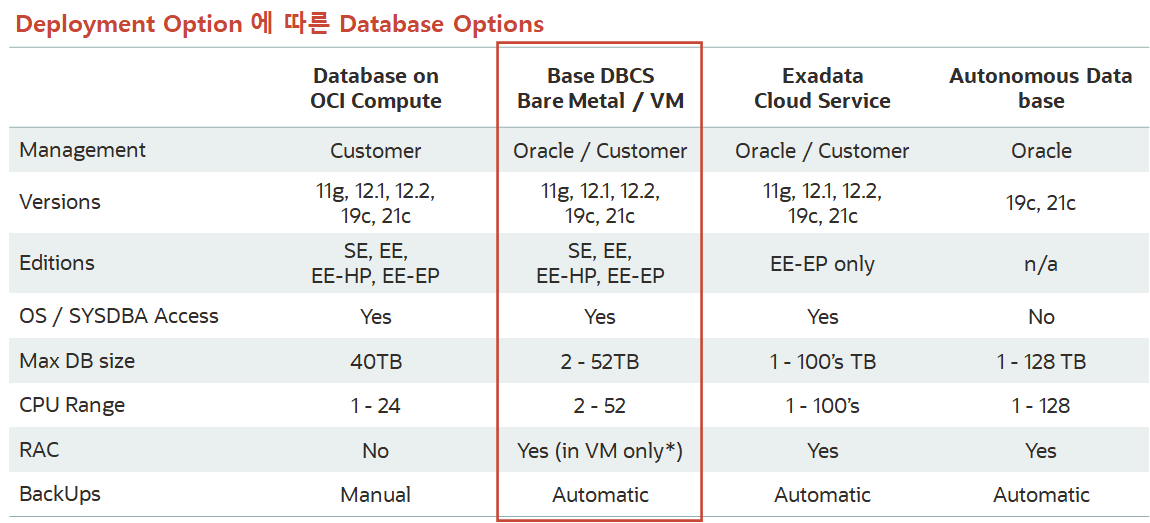 Deployment Option 에 따른 Database Options
Database on
OCI Compute
Base DBCS
Bare Metal / VM
Exadata
Cloud Service
Autonomous Data
base
Management
Customer
Oracle / Customer
Oracle / Customer
Oracle
Versions
11g, 12.1, 12.2,
19c, 21c
11g, 12.1, 12.2,
19c, 21c
11g, 12.1, 12.2,
19c, 21c
19c, 21c
Editions
SE, EE,
EE-HP, EE-EP
SE, EE,
EE-HP, EE-EP
EE-EP only
n/a
OS / SYSDBA Access
Yes
Yes
Yes
No
Max DB size
40TB
2 - 52TB
1 - 100’s TB
1 - 128 TB
CPU Range
1 - 24
2 - 52
1 - 100’s
1 - 128
RAC
No
Yes (in VM only*)
Yes
Yes
BackUps
Manual
Automatic
Automatic
Automatic